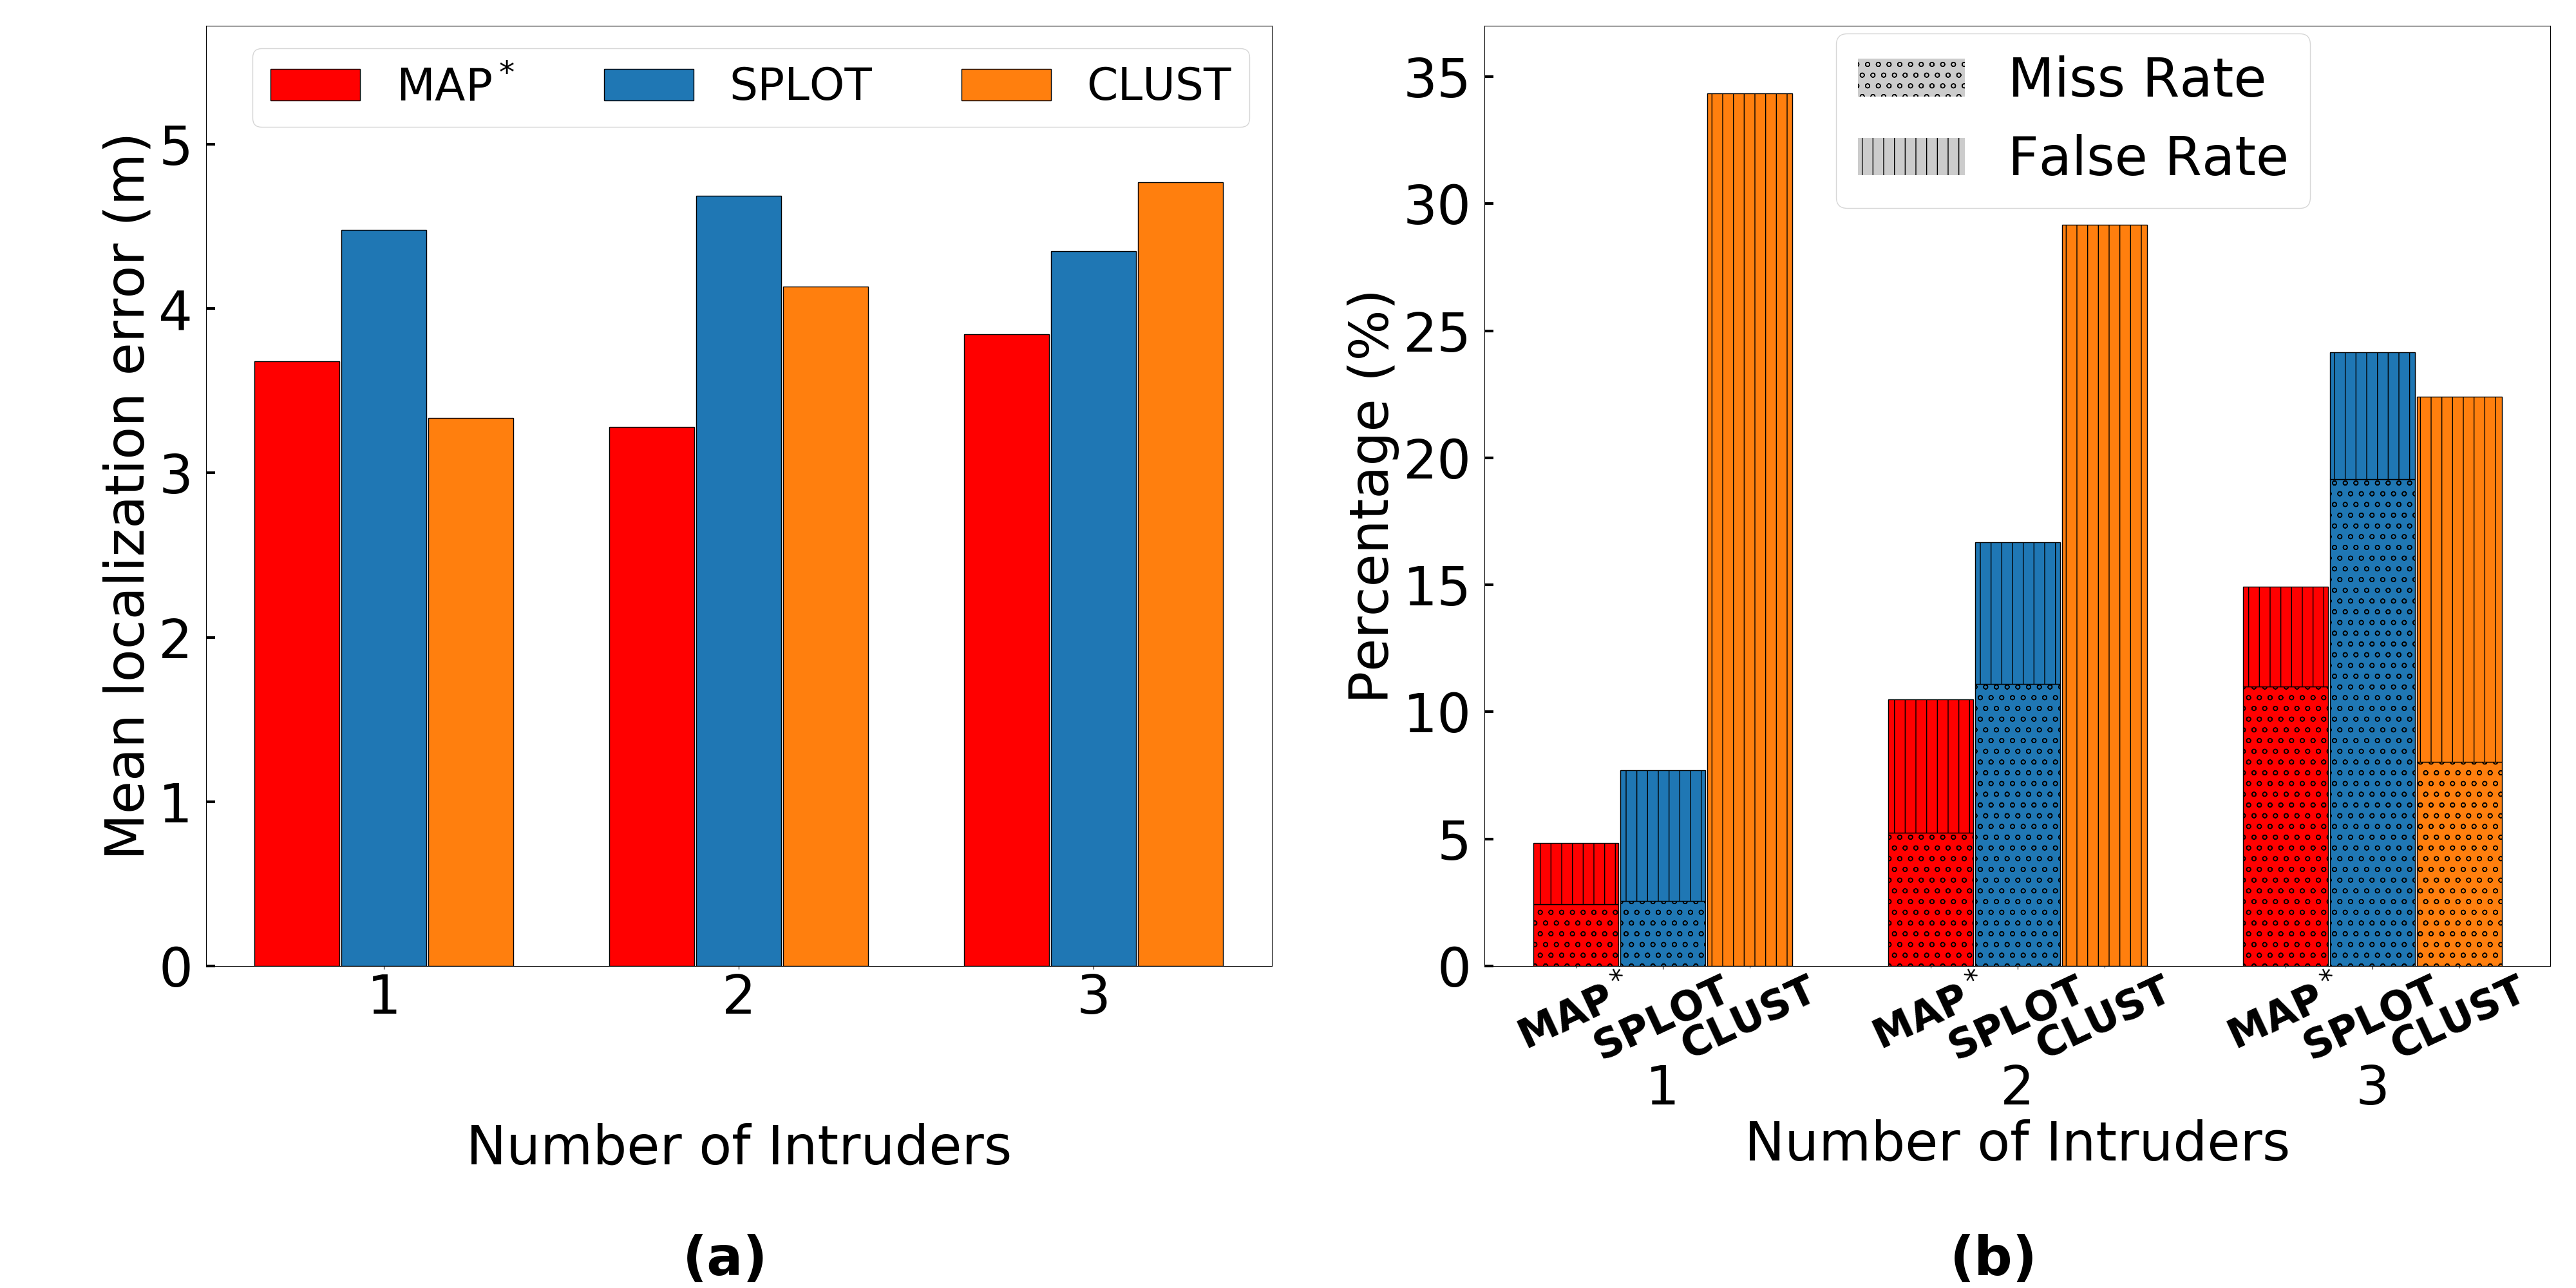 MAP* SPLOT CLUST
Mean localization error (m)
5
4
3
2
1
0
1 2 3
Number of Intruders
(a)
Miss Rate
False Rate
Percentage (%)
35
30
25
20
15
10
5
0
MAP* SPLOT CLUST MAP* SPLOT CLUST MAP* SPLOT CLUST
1 2 3
Number of Intruders
(b)